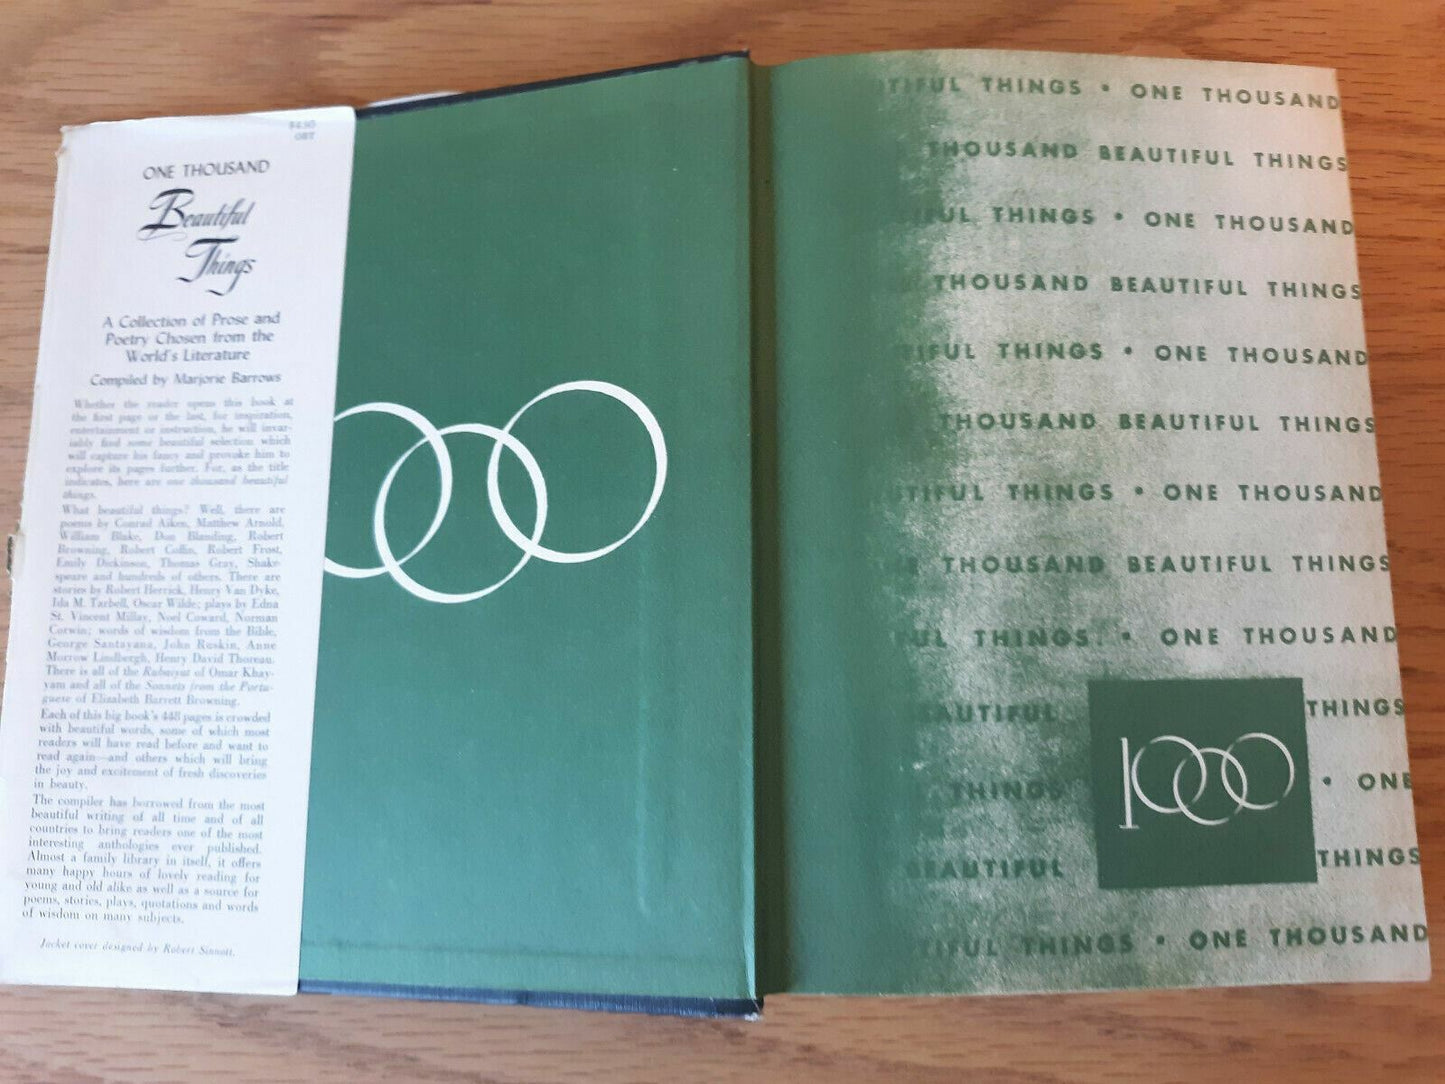 $4.50
OBT
ONE THOUSAND
Beautiful
Things
A Collection of Prose and
Poetry Chosen from the
World's Literature
Compiled by Marjorie Barrows
Whether the reader opens this book at
the first page or the last, for inspiration,
entertainment or instruction, he will invar-
iably find some beautiful selection which
will capture his fancy and provoke him to
explore its pages further. For, as the title
indicates, here are one thousand beautiful
things.
What beautiful things? Well, there are
poems by Conrad Aiken, Matthew Arnold,
William Blake, Don Blanding, Robert
Browning, Robert Coffin, Robert Frost,
Emily Dickinson, Thomas Gray, Shake-
speare and hundreds of others. There are
stories by Robert Herrick, Henry Van Dyke,
Ida M. Tarbell, Oscar Wilde; plays by Edna
St. Vincent Millay, Noel Coward, Norman
Corwin; words of wisdom from the Bible,
George Santayana, John Ruskin, Anne
Morrow Lindbergh, Henry David Thoreau.
There is all of the Rubaiyat of Omar Khay-
yam and all of the Sonnets from the Portu-
guese of Elizabeth Barrett Browning.
Each of this big book's 448 pages is crowded
with beautiful words, some of which most
readers will have read before and want to
read again—and others which will bring
the joy and excitement of fresh discoveries
in beauty.
The compiler has borrowed from the most
beautiful writing of all time and of all
countries to bring readers one of the most
interesting anthologies ever published.
Almost a family library in itself, it offers
many happy hours of lovely reading for
young and old alike as well as a source for
poems, stories, plays, quotations and words
of wisdom on many subjects.
Jacket cover designed by Robert Sinnott.
TIFUL THINGS • ONE THOUSAND
THOUSAND BEAUTIFUL THINGS
IFUL THINGS • ONE THOUSAND
THOUSAND BEAUTIFUL THINGS
TIFUL THINGS • ONE THOUSAND
THOUSAND BEAUTIFUL THINGS
UTIFUL THINGS • ONE THOUSAND
NE THOUSAND BEAUTIFUL THINGS
UL THINGS • ONE THOUSAND
BEAUTIFUL THINGS
THINGS • ONE
1000
BEAUTIFUL THINGS
TIFUL THINGS • ONE THOUSAND